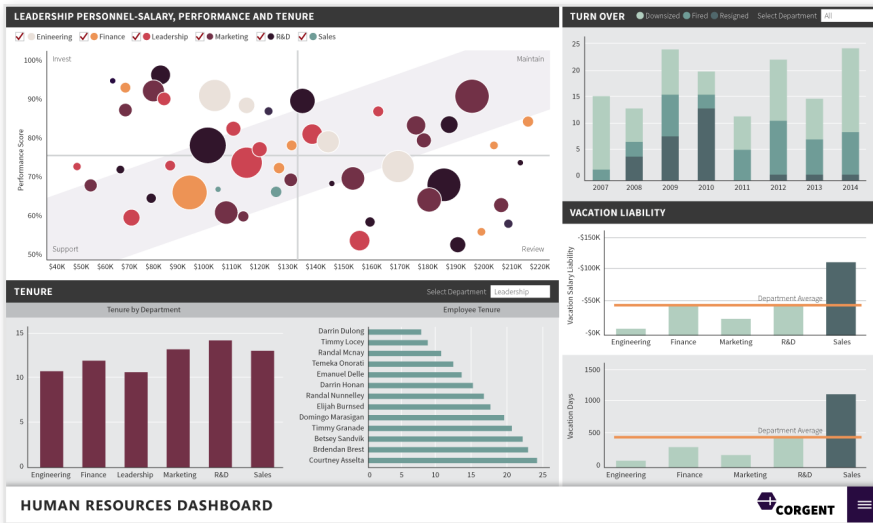 LEADERSHIP PERSONNEL-SALARY, PERFORMANCE AND TENURE
Enineering Finance Leadership Marketing R&D Sales
Performance Score
100%
90%
80%
70%
60%
50%
Invest
Maintain
Support
Review
$40K $50K $60K $70K $80K $90K $100K $110K $120K $130K $140K $150K $160K $170K $180K $190K $200K $210K $220K
TURN OVER Downsized Fired Resigned Select Department All
25
20
15
10
5
0
2007 2008 2009 2010 2011 2012 2013 2014
TENURE Select Department Leadership
Tenure by Department
15
10
5
0
Engineering Finance Leadership Marketing R&D Sales
Employee Tenure
Darrin Dulong
Timmy Locey
Randal Mcnay
Temeka Onorati
Emanuel Delle
Darrin Honan
Randal Nunnelley
Elijah Burnsed
Domingo Marasigan
Timmy Granade
Betsey Sandvik
Brdendan Brest
Courtney Asselta
0 5 10 15 20 25
VACATION LIABILITY
Vacation Salary Liability
-$150K
-$100K
-$50K
$0K
Department Average
Engineering Finance Marketing R&D Sales
Vacation Days
1500
1000
500
0
Department Average
Engineering Finance Marketing R&D Sales
HUMAN RESOURCES DASHBOARD
CORGENT